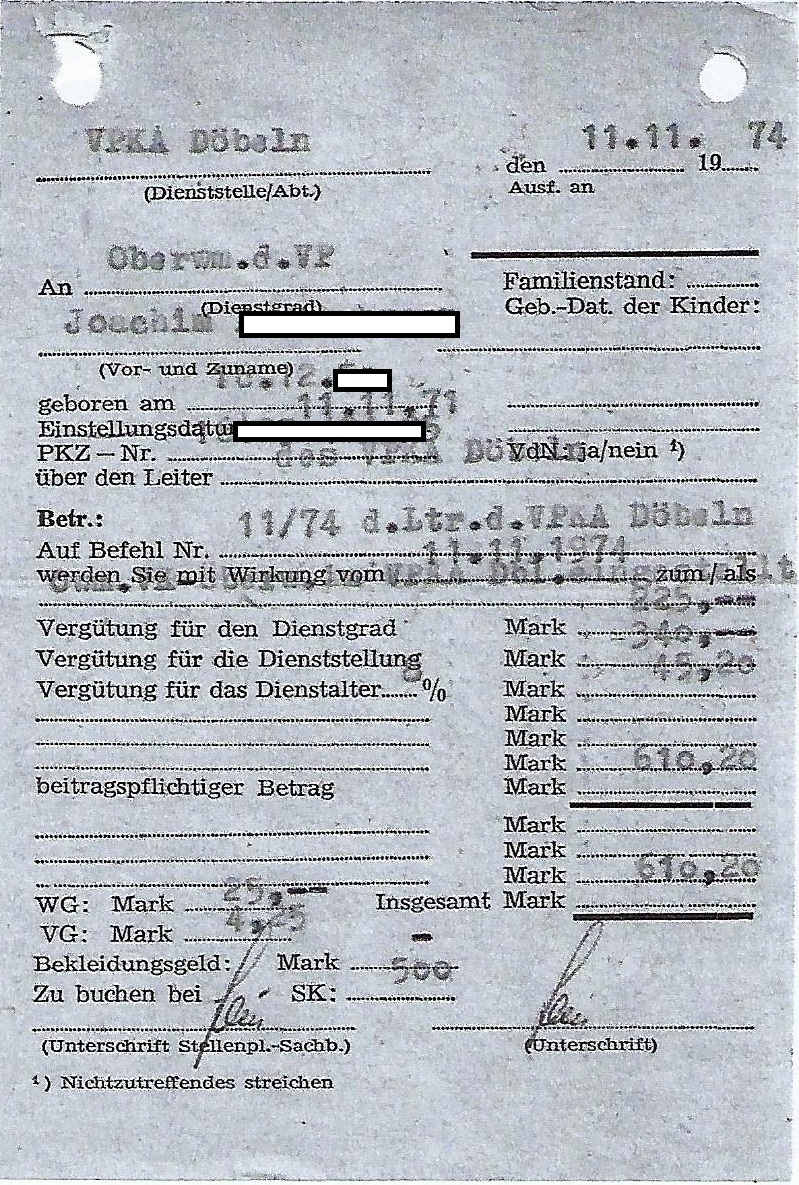 VPKA Döbeln
11.11. 74
den ........ 19......
(Dienststelle/Abt.)
Ausf. an
Oberwm.d.VP
An
Familienstand:
(Dienstgrad)
Geb.-Dat. der Kinder:
Joachim
(Vor- und Zuname)
geboren am
11.11.71
Einstellungsdatu
PKZ – Nr.
des VPKA Döbeln
VdN: ja/nein ¹)
über den Leiter
Betr.:
11/74 d.Ltr.d.VPKA Döbeln
Auf Befehl Nr.
11.11.1974
werden Sie mit Wirkung vom ........ zum/als
225,--
Vergütung für den Dienstgrad Mark
340,--
Vergütung für die Dienststellung Mark
45,20
Vergütung für das Dienstalter...... % Mark
Mark
Mark
610,20
Mark
beitragspflichtiger Betrag Mark
Mark
Mark
610,20
Mark
25,--
WG: Mark ........ Insgesamt Mark
4,25
VG: Mark
-
Bekleidungsgeld: Mark
500
Zu buchen bei SK:
(Unterschrift Stellenpl.-Sachb.) (Unterschrift)
¹) Nichtzutreffendes streichen